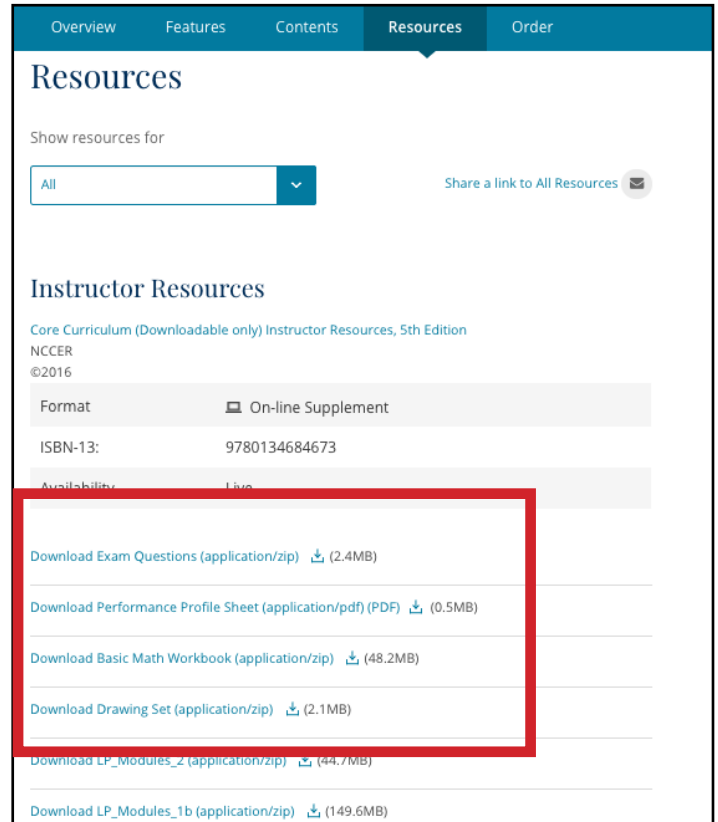 Overview Features Contents Resources Order
Resources
Show resources for
All
Share a link to All Resources
Instructor Resources
Core Curriculum (Downloadable only) Instructor Resources, 5th Edition
NCCER
©2016
Format On-line Supplement
ISBN-13: 9780134684673
Availability Live
Download Exam Questions (application/zip) (2.4MB)
Download Performance Profile Sheet (application/pdf) (PDF) (0.5MB)
Download Basic Math Workbook (application/zip) (48.2MB)
Download Drawing Set (application/zip) (2.1MB)
Download LP_Modules_2 (application/zip) (44.7MB)
Download LP_Modules_1b (application/zip) (149.6MB)